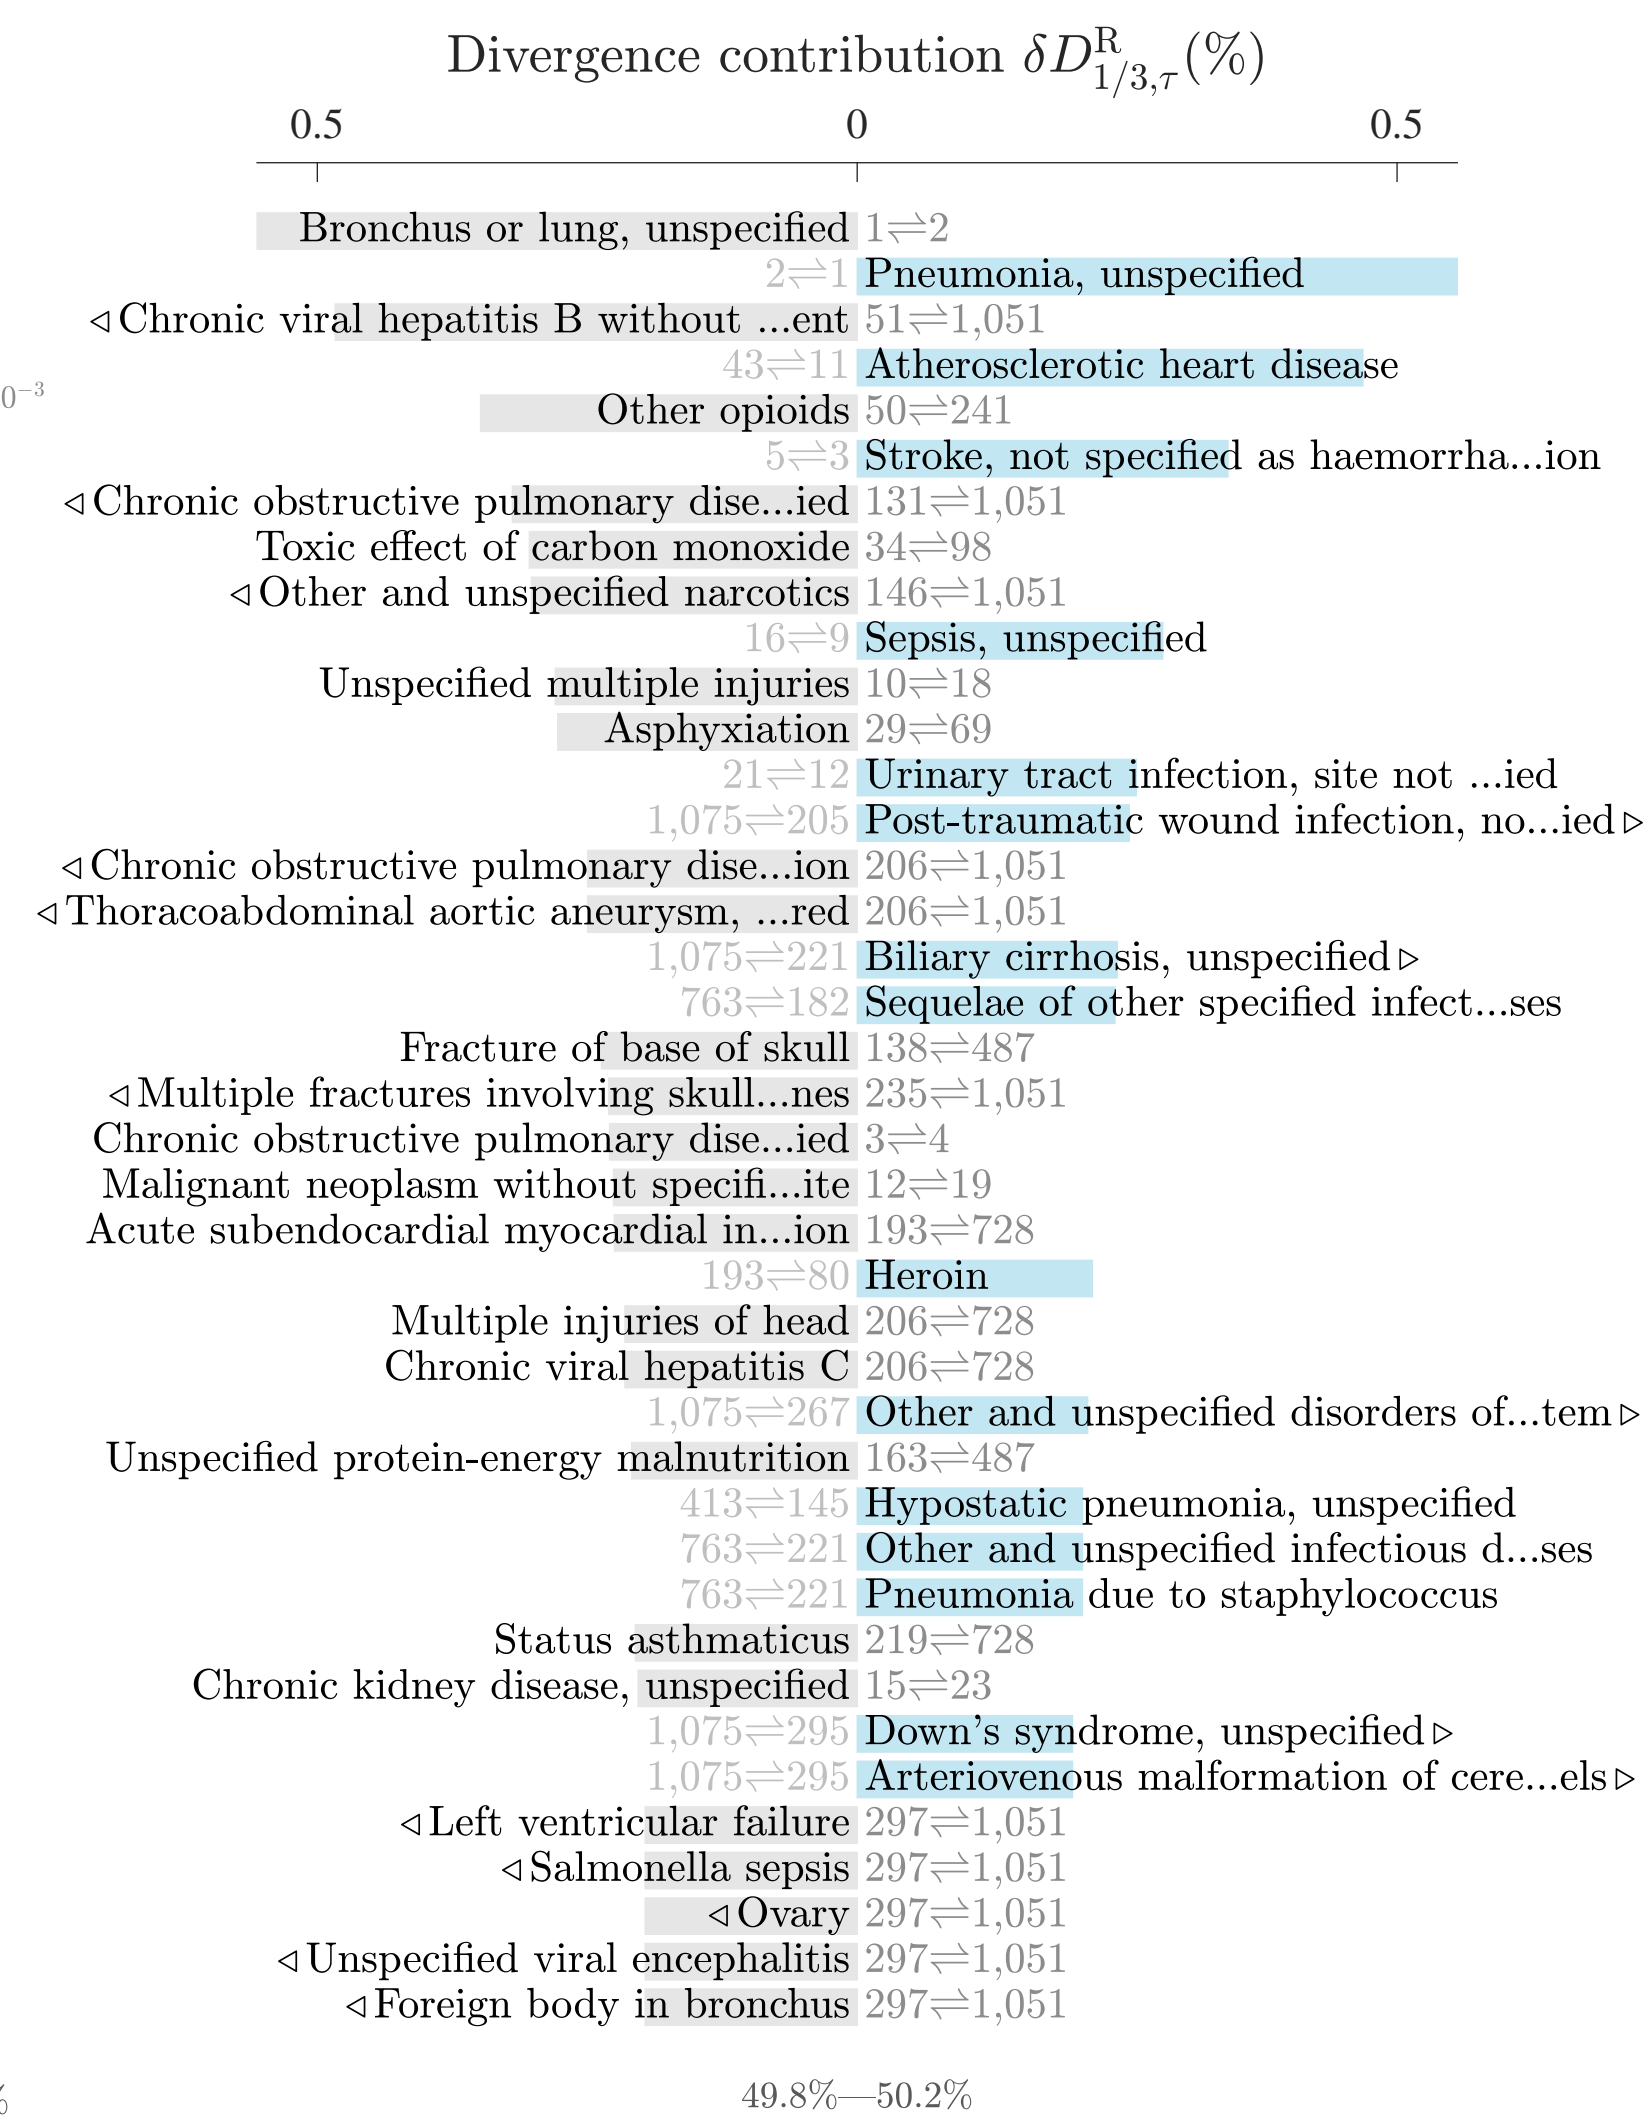 Divergence contribution δD^R_{1/3,τ}(%)
0.5 0 0.5
Bronchus or lung, unspecified 1⇌2
2⇌1 Pneumonia, unspecified
◁Chronic viral hepatitis B without ...ent 51⇌1,051
43⇌11 Atherosclerotic heart disease
0⁻³
Other opioids 50⇌241
5⇌3 Stroke, not specified as haemorrha...ion
◁Chronic obstructive pulmonary dise...ied 131⇌1,051
Toxic effect of carbon monoxide 34⇌98
◁Other and unspecified narcotics 146⇌1,051
16⇌9 Sepsis, unspecified
Unspecified multiple injuries 10⇌18
Asphyxiation 29⇌69
21⇌12 Urinary tract infection, site not ...ied
1,075⇌205 Post-traumatic wound infection, no...ied▷
◁Chronic obstructive pulmonary dise...ion 206⇌1,051
◁Thoracoabdominal aortic aneurysm, ...red 206⇌1,051
1,075⇌221 Biliary cirrhosis, unspecified▷
763⇌182 Sequelae of other specified infect...ses
Fracture of base of skull 138⇌487
◁Multiple fractures involving skull...nes 235⇌1,051
Chronic obstructive pulmonary dise...ied 3⇌4
Malignant neoplasm without specifi...ite 12⇌19
Acute subendocardial myocardial in...ion 193⇌728
193⇌80 Heroin
Multiple injuries of head 206⇌728
Chronic viral hepatitis C 206⇌728
1,075⇌267 Other and unspecified disorders of...tem▷
Unspecified protein-energy malnutrition 163⇌487
413⇌145 Hypostatic pneumonia, unspecified
763⇌221 Other and unspecified infectious d...ses
763⇌221 Pneumonia due to staphylococcus
Status asthmaticus 219⇌728
Chronic kidney disease, unspecified 15⇌23
1,075⇌295 Down's syndrome, unspecified▷
1,075⇌295 Arteriovenous malformation of cere...els▷
◁Left ventricular failure 297⇌1,051
◁Salmonella sepsis 297⇌1,051
◁Ovary 297⇌1,051
◁Unspecified viral encephalitis 297⇌1,051
◁Foreign body in bronchus 297⇌1,051
% 49.8%—50.2%